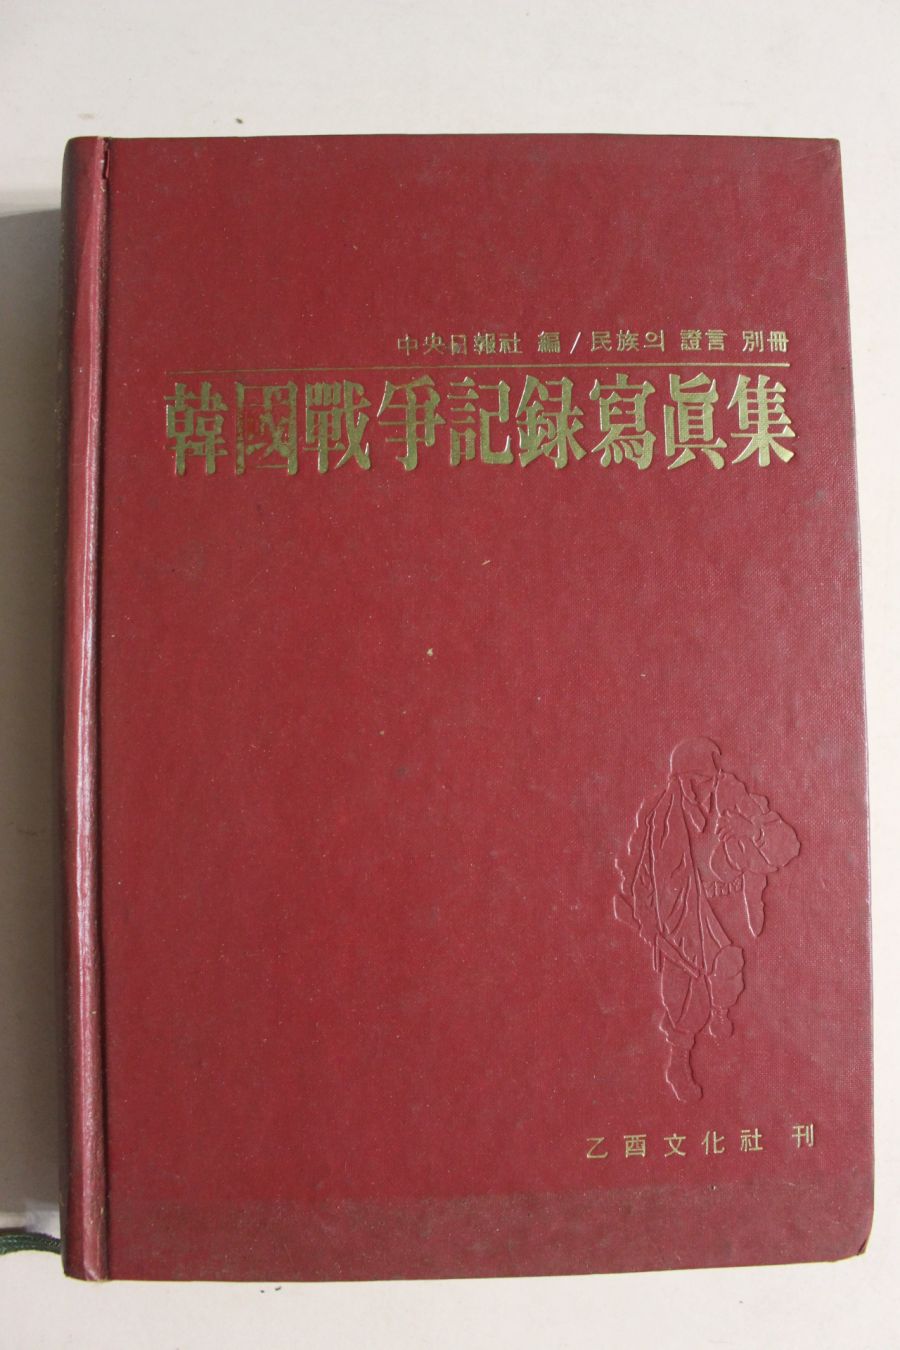 中央日報社 編 / 民族의 證言 別冊
韓國戰爭記録寫眞集
乙酉文化社 刊